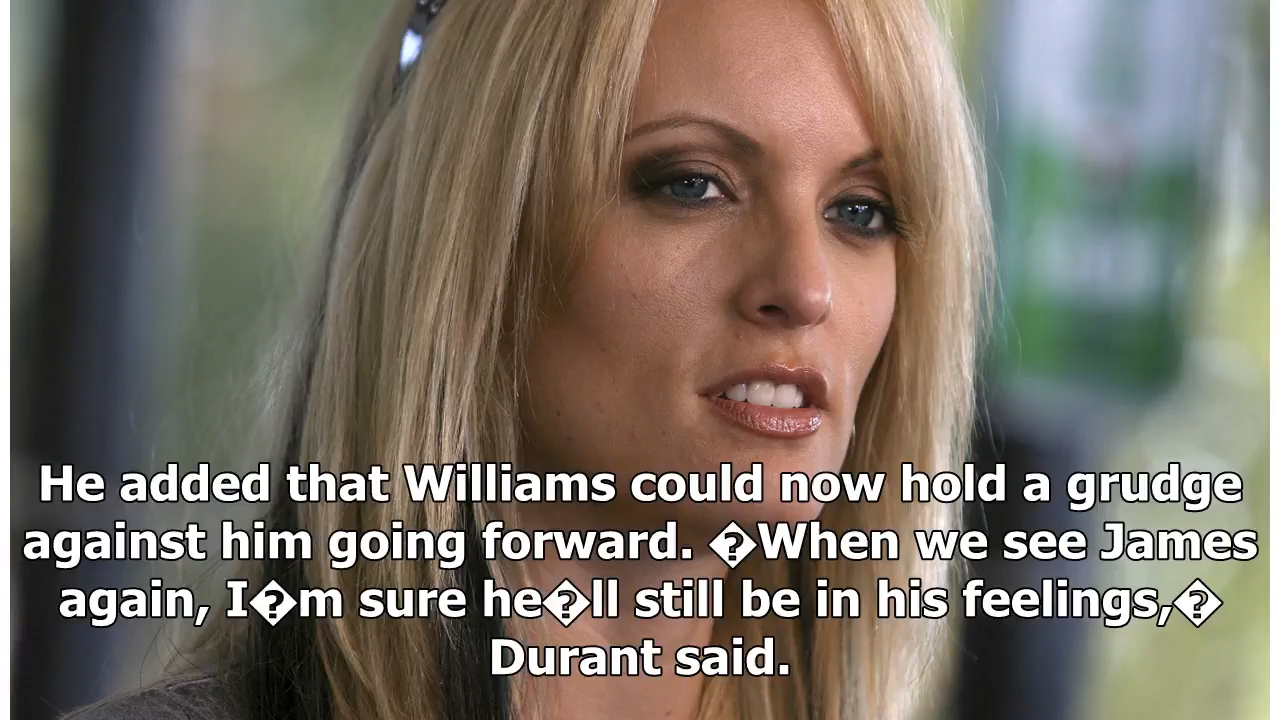 He added that Williams could now hold a grudge
against him going forward. �When we see James
again, I�m sure he�ll still be in his feelings,�
Durant said.